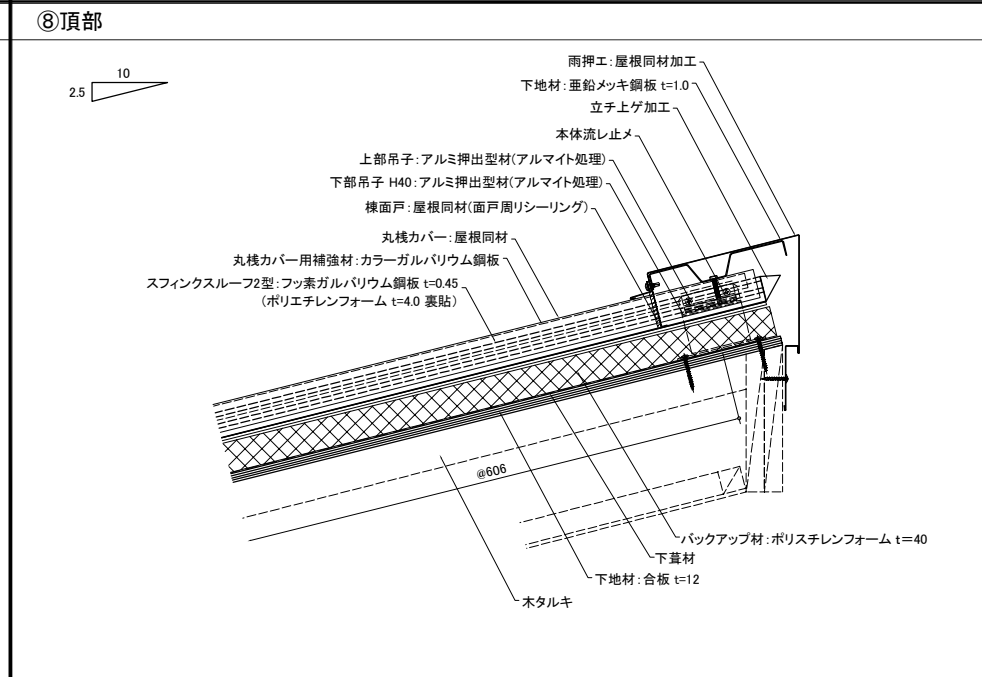 ⑧頂部
10
2.5
雨押エ:屋根同材加工
下地材:亜鉛メッキ鋼板 t=1.0
立チ上ゲ加工
本体流レ止メ
上部吊子:アルミ押出型材(アルマイト処理)
下部吊子 H40:アルミ押出型材(アルマイト処理)
棟面戸:屋根同材(面戸周リシーリング)
丸桟カバー:屋根同材
丸桟カバー用補強材:カラーガルバリウム鋼板
スフィンクスルーフ2型:フッ素ガルバリウム鋼板 t=0.45
(ポリエチレンフォーム t=4.0 裏貼)
@606
バックアップ材:ポリスチレンフォーム t=40
下葺材
下地材:合板 t=12
木タルキ